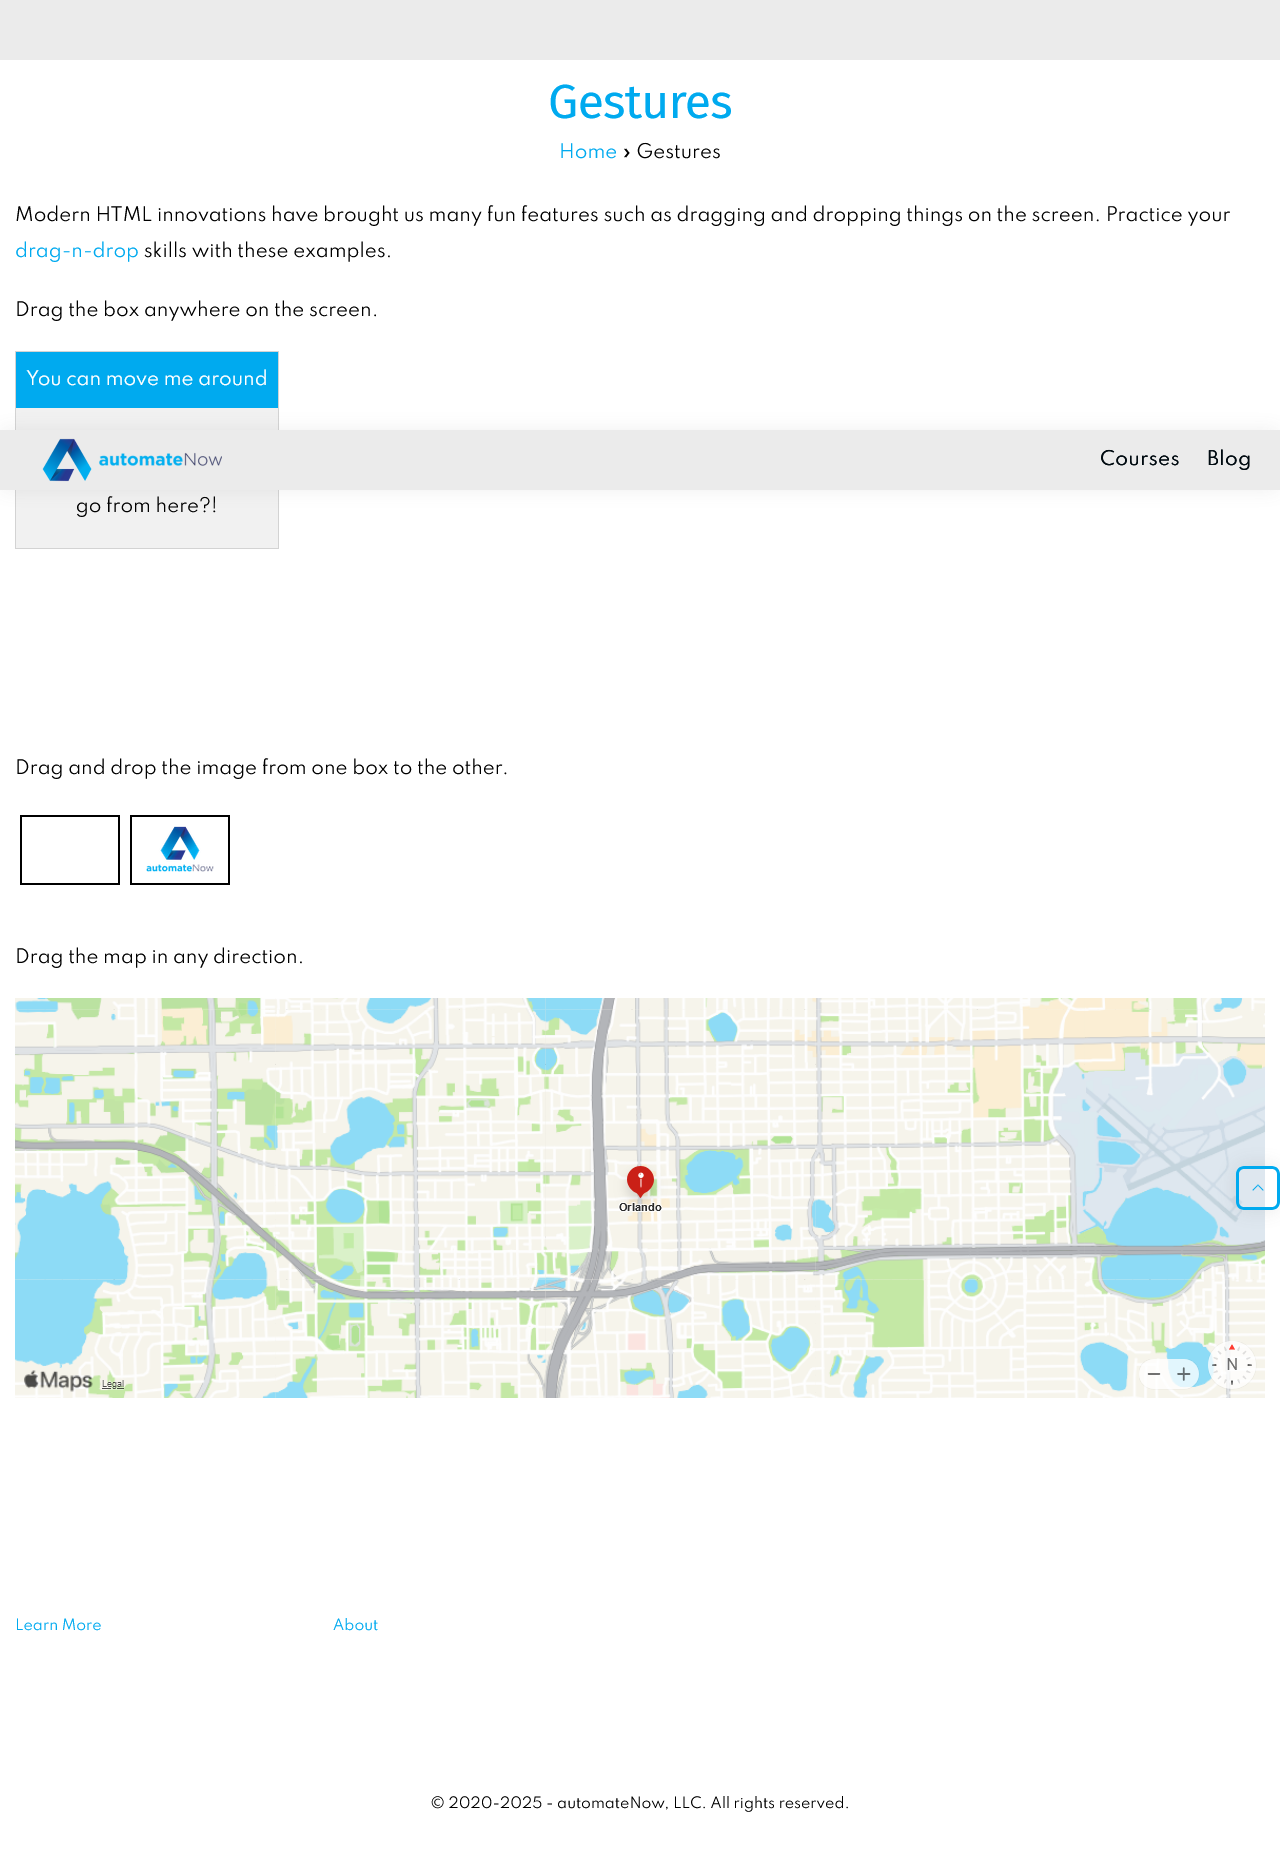 Gestures
Home » Gestures
Modern HTML innovations have brought us many fun features such as dragging and dropping things on the screen. Practice your
drag-n-drop skills with these examples.
Drag the box anywhere on the screen.
You can move me around
automateNow
Courses
Blog
go from here?!
Drag and drop the image from one box to the other.
automateNow
Drag the map in any direction.
Orlando
Maps
Legal
N
Learn More
About
© 2020-2025 - automateNow, LLC. All rights reserved.